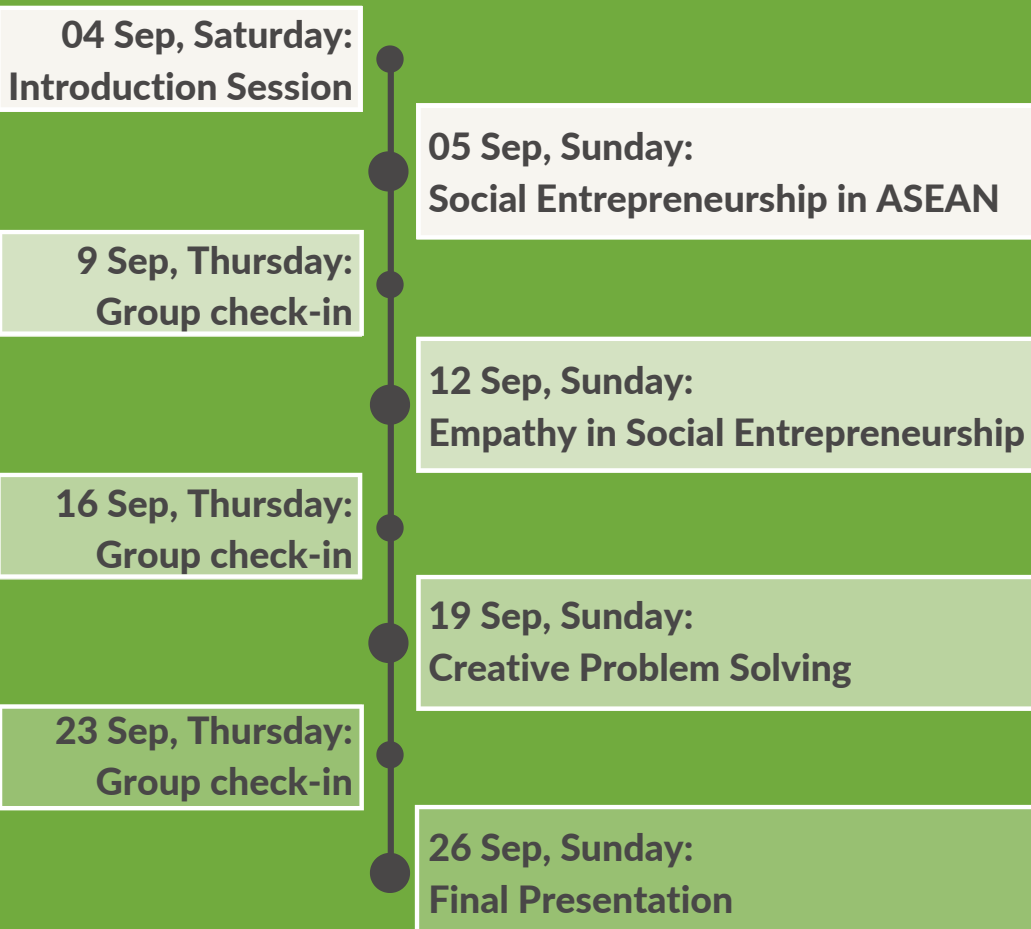 04 Sep, Saturday:
Introduction Session
05 Sep, Sunday:
Social Entrepreneurship in ASEAN
9 Sep, Thursday:
Group check-in
12 Sep, Sunday:
Empathy in Social Entrepreneurship
16 Sep, Thursday:
Group check-in
19 Sep, Sunday:
Creative Problem Solving
23 Sep, Thursday:
Group check-in
26 Sep, Sunday:
Final Presentation